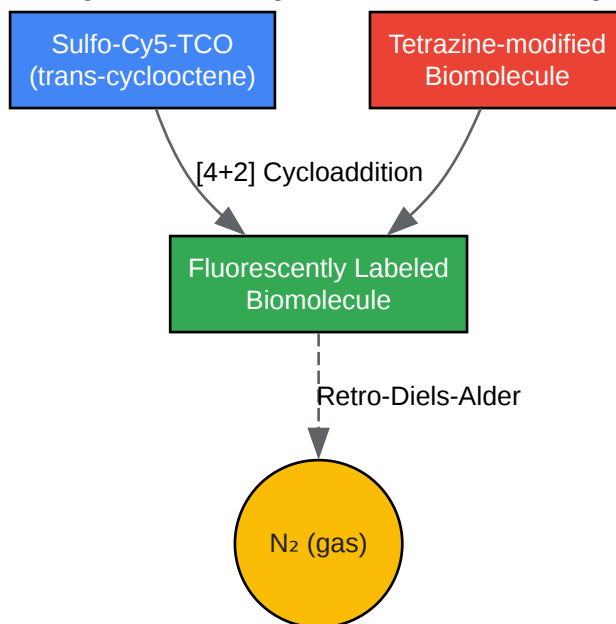 Sulfo-Cy5-TCO
(trans-cyclooctene)
Tetrazine-modified
Biomolecule
[4+2] Cycloaddition
Fluorescently Labeled
Biomolecule
Retro-Diels-Alder
N₂ (gas)